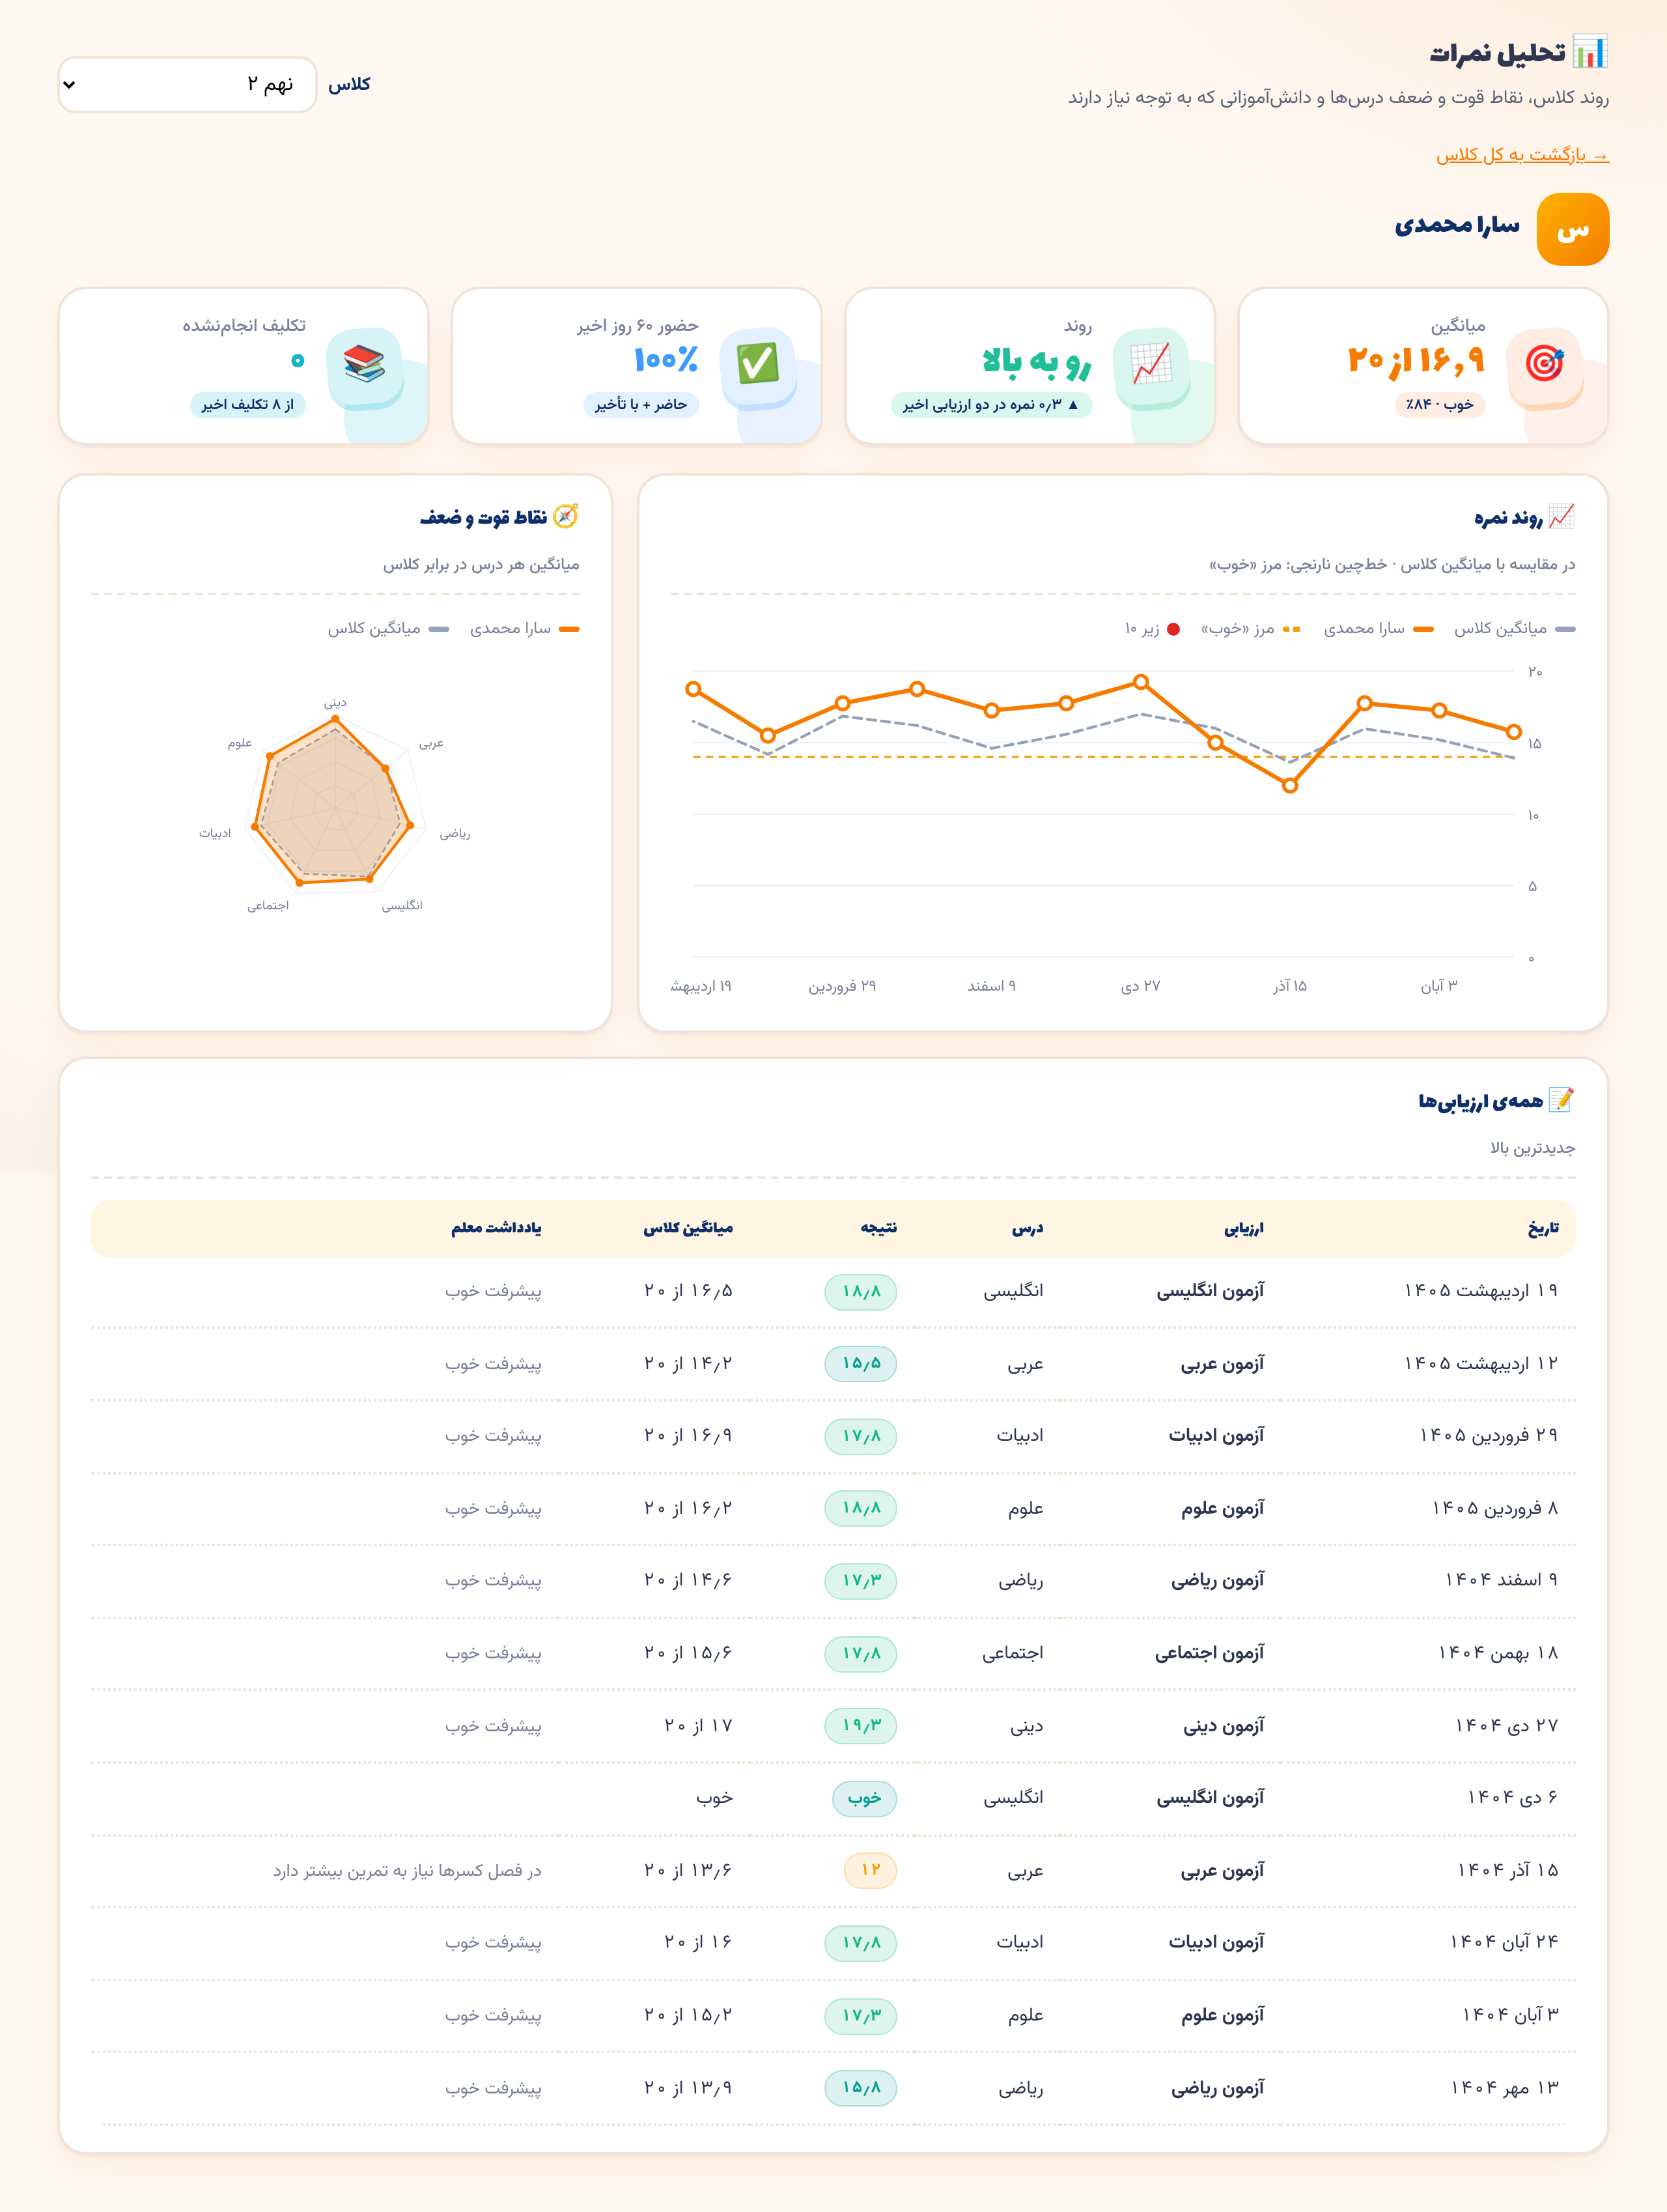 📊 تحلیل نمرات
روند کلاس، نقاط قوت و ضعف درس‌ها و دانش‌آموزانی که به توجه نیاز دارند
کلاس
نهم ۲
→ بازگشت به کل کلاس
س
سارا محمدی
میانگین
۱۶٫۹ از ۲۰
خوب · ۸۴٪
روند
رو به بالا
▲ ۰٫۳ نمره در دو ارزیابی اخیر
حضور ۶۰ روز اخیر
۱۰۰٪
حاضر + با تأخیر
تکلیف انجام‌نشده
۰
از ۸ تکلیف اخیر
📈 روند نمره
در مقایسه با میانگین کلاس · خط‌چین نارنجی: مرز «خوب»
میانگین کلاس
سارا محمدی
مرز «خوب»
زیر ۱۰
۲۰
۱۵
۱۰
۵
۰
۳ آبان
۱۵ آذر
۲۷ دی
۹ اسفند
۲۹ فروردین
۱۹ اردیبهش
🧭 نقاط قوت و ضعف
میانگین هر درس در برابر کلاس
سارا محمدی
میانگین کلاس
دینی
عربی
علوم
ریاضی
ادبیات
انگلیسی
اجتماعی
📝 همه‌ی ارزیابی‌ها
جدیدترین بالا
تاریخ ارزیابی درس نتیجه میانگین کلاس یادداشت معلم
۱۹ اردیبهشت ۱۴۰۵ آزمون انگلیسی انگلیسی ۱۸٫۸ ۱۶٫۵ از ۲۰ پیشرفت خوب
۱۲ اردیبهشت ۱۴۰۵ آزمون عربی عربی ۱۵٫۵ ۱۴٫۲ از ۲۰ پیشرفت خوب
۲۹ فروردین ۱۴۰۵ آزمون ادبیات ادبیات ۱۷٫۸ ۱۶٫۹ از ۲۰ پیشرفت خوب
۸ فروردین ۱۴۰۵ آزمون علوم علوم ۱۸٫۸ ۱۶٫۲ از ۲۰ پیشرفت خوب
۹ اسفند ۱۴۰۴ آزمون ریاضی ریاضی ۱۷٫۳ ۱۴٫۶ از ۲۰ پیشرفت خوب
۱۸ بهمن ۱۴۰۴ آزمون اجتماعی اجتماعی ۱۷٫۸ ۱۵٫۶ از ۲۰ پیشرفت خوب
۲۷ دی ۱۴۰۴ آزمون دینی دینی ۱۹٫۳ ۱۷ از ۲۰ پیشرفت خوب
۶ دی ۱۴۰۴ آزمون انگلیسی انگلیسی خوب خوب
۱۵ آذر ۱۴۰۴ آزمون عربی عربی ۱۲ ۱۳٫۶ از ۲۰ در فصل کسرها نیاز به تمرین بیشتر دارد
۲۴ آبان ۱۴۰۴ آزمون ادبیات ادبیات ۱۷٫۸ ۱۶ از ۲۰ پیشرفت خوب
۳ آبان ۱۴۰۴ آزمون علوم علوم ۱۷٫۳ ۱۵٫۲ از ۲۰ پیشرفت خوب
۱۳ مهر ۱۴۰۴ آزمون ریاضی ریاضی ۱۵٫۸ ۱۳٫۹ از ۲۰ پیشرفت خوب